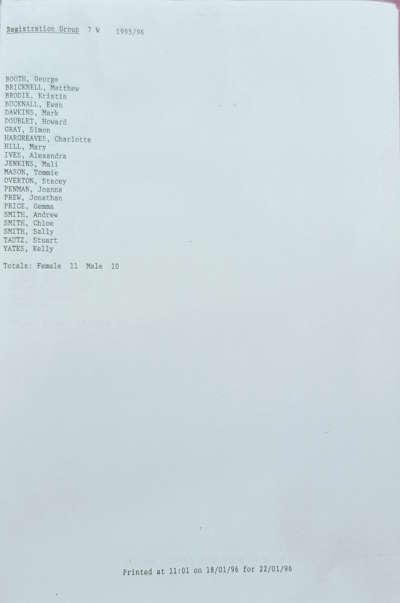 Registration Group 7 W 1995/96
BOOTH, George
BRICKNELL, Matthew
BRODIE, Kristin
BUCKNALL, Ewan
DAWKINS, Mark
DOUBLET, Howard
GRAY, Simon
HARGREAVES, Charlotte
HILL, Mary
IVES, Alexandra
JENKINS, Mali
MASON, Tommie
OVERTON, Stacey
PENMAN, Joanna
PREW, Jonathan
PRICE, Gemma
SMITH, Andrew
SMITH, Chloe
SMITH, Sally
TAUTZ, Stuart
YATES, Kelly
Totals: Female 11 Male 10
Printed at 11:01 on 18/01/96 for 22/01/96